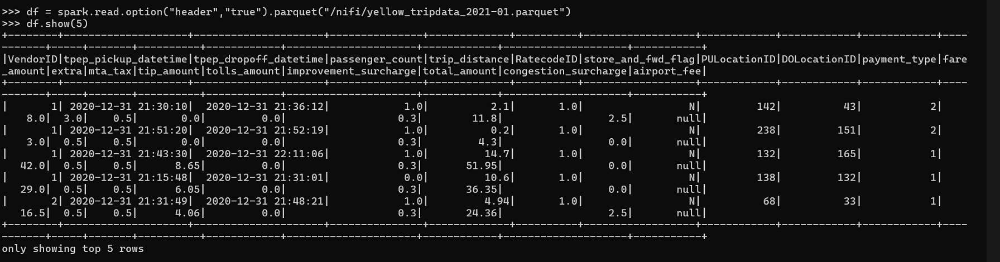 >>> df = spark.read.option("header","true").parquet("/nifi/yellow_tripdata_2021-01.parquet")
>>> df.show(5)
+--------+--------------------+---------------------+---------------+-------------+----------+------------------+------------+------------+------------+----
-------+-----+-------+----------+------------+---------------------+------------+--------------------+-----------+
|VendorID|tpep_pickup_datetime|tpep_dropoff_datetime|passenger_count|trip_distance|RatecodeID|store_and_fwd_flag|PULocationID|DOLocationID|payment_type|fare
_amount|extra|mta_tax|tip_amount|tolls_amount|improvement_surcharge|total_amount|congestion_surcharge|airport_fee|
+--------+--------------------+---------------------+---------------+-------------+----------+------------------+------------+------------+------------+----
-------+-----+-------+----------+------------+---------------------+------------+--------------------+-----------+
|       1| 2020-12-31 21:30:10|  2020-12-31 21:36:12|            1.0|          2.1|       1.0|                 N|         142|          43|           2|
    8.0|  3.0|    0.5|       0.0|         0.0|                  0.3|        11.8|                 2.5|       null|
|       1| 2020-12-31 21:51:20|  2020-12-31 21:52:19|            1.0|          0.2|       1.0|                 N|         238|         151|           2|
    3.0|  0.5|    0.5|       0.0|         0.0|                  0.3|         4.3|                 0.0|       null|
|       1| 2020-12-31 21:43:30|  2020-12-31 22:11:06|            1.0|         14.7|       1.0|                 N|         132|         165|           1|
   42.0|  0.5|    0.5|      8.65|         0.0|                  0.3|       51.95|                 0.0|       null|
|       1| 2020-12-31 21:15:48|  2020-12-31 21:31:01|            0.0|         10.6|       1.0|                 N|         138|         132|           1|
   29.0|  0.5|    0.5|      6.05|         0.0|                  0.3|       36.35|                 0.0|       null|
|       2| 2020-12-31 21:31:49|  2020-12-31 21:48:21|            1.0|         4.94|       1.0|                 N|          68|          33|           1|
   16.5|  0.5|    0.5|      4.06|         0.0|                  0.3|       24.36|                 2.5|       null|
+--------+--------------------+---------------------+---------------+-------------+----------+------------------+------------+------------+------------+----
-------+-----+-------+----------+------------+---------------------+------------+--------------------+-----------+
only showing top 5 rows